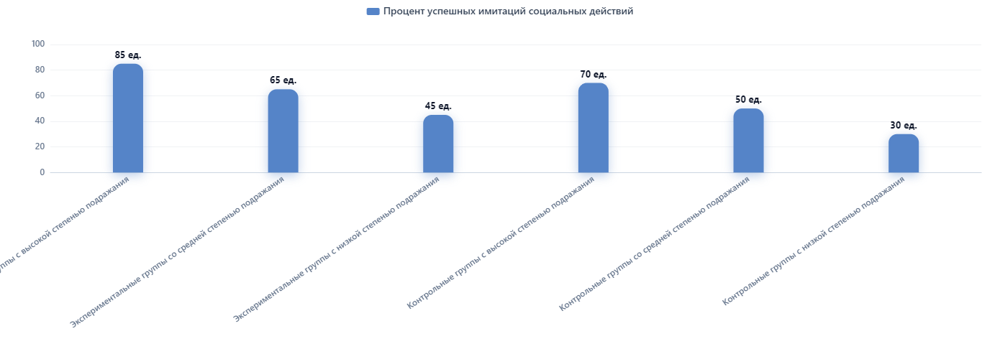 Процент успешных имитаций социальных действий
100
80
60
40
20
0
85 ед.
65 ед.
45 ед.
70 ед.
50 ед.
30 ед.
с высокой степенью подражания
Экспериментальные группы со средней степенью подражания
Экспериментальные группы с низкой степенью подражания
Контрольные группы с высокой степенью подражания
Контрольные группы со средней степенью подражания
Контрольные группы с низкой степенью подражания